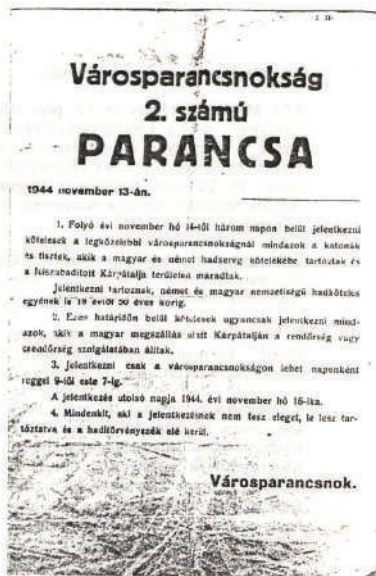 Városparancsnokság
2. számú
PARANCSA
1944 november 13-án.
1. Folyó évi november hó 14-től három napon belül jelentkezni
kötelesek a legközelebbi városparancsnokságnál mindazok a katonák
és tisztek, akik a magyar és német hadsereg kötelékébe tartoztak és
a felszabadított Kárpátalja területén maradtak.
Jelentkezni tartoznak, német és magyar nemzetiségű hadköteles
egyének is 18 évtől 50 éves korig.
2. Ezen határidőn belül kötelesek ugyancsak jelentkezni mind-
azok, akik a magyar megszállás alatt Kárpátalján a rendőrség vagy
csendőrség szolgálatában álltak.
3. Jelentkezni csak a városparancsnokságon lehet naponként
reggel 9-től este 7-ig.
A jelentkezés utolsó napja 1944. évi november hó 16-ika.
4. Mindenkit, aki a jelentkezésnek nem tesz eleget, le lesz tar-
tóztatva és a haditörvényszék elé kerül.
Városparancsnok.